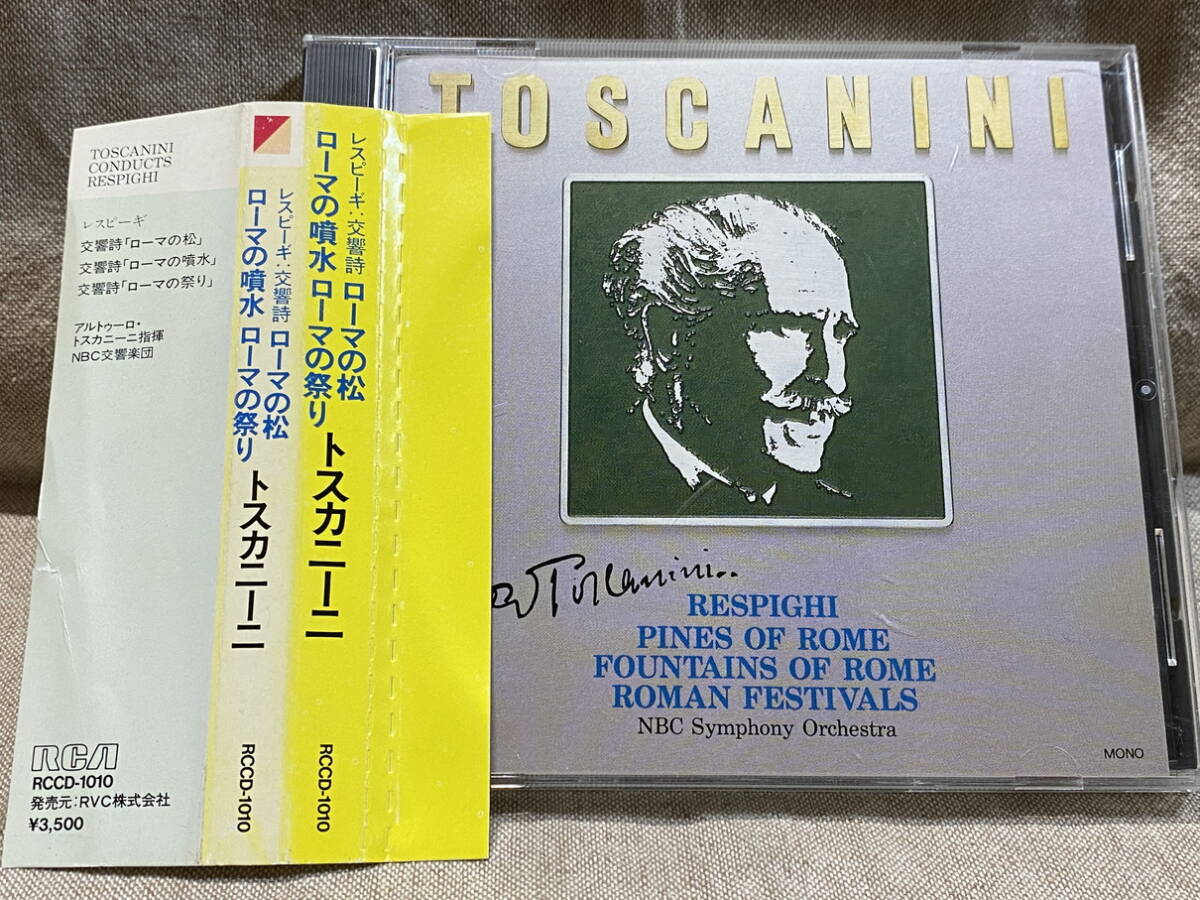 TOSCANINI
CONDUCTS
RESPIGHI
レスピーギ
交響詩「ローマの松」
交響詩「ローマの噴水」
交響詩「ローマの祭り」
アルトゥーロ・
トスカニーニ指揮
NBC交響楽団
RCA
RCCD-1010
発売元:RVC株式会社
¥3,500
レスピーギ:交響詩 ローマの松
ローマの噴水 ローマの祭り トスカニーニ
RCCD-1010
レスピーギ:交響詩 ローマの松
ローマの噴水 ローマの祭り トスカニーニ
RCCD-1010
TOSCANINI
Toscanini
RESPIGHI
PINES OF ROME
FOUNTAINS OF ROME
ROMAN FESTIVALS
NBC Symphony Orchestra
MONO